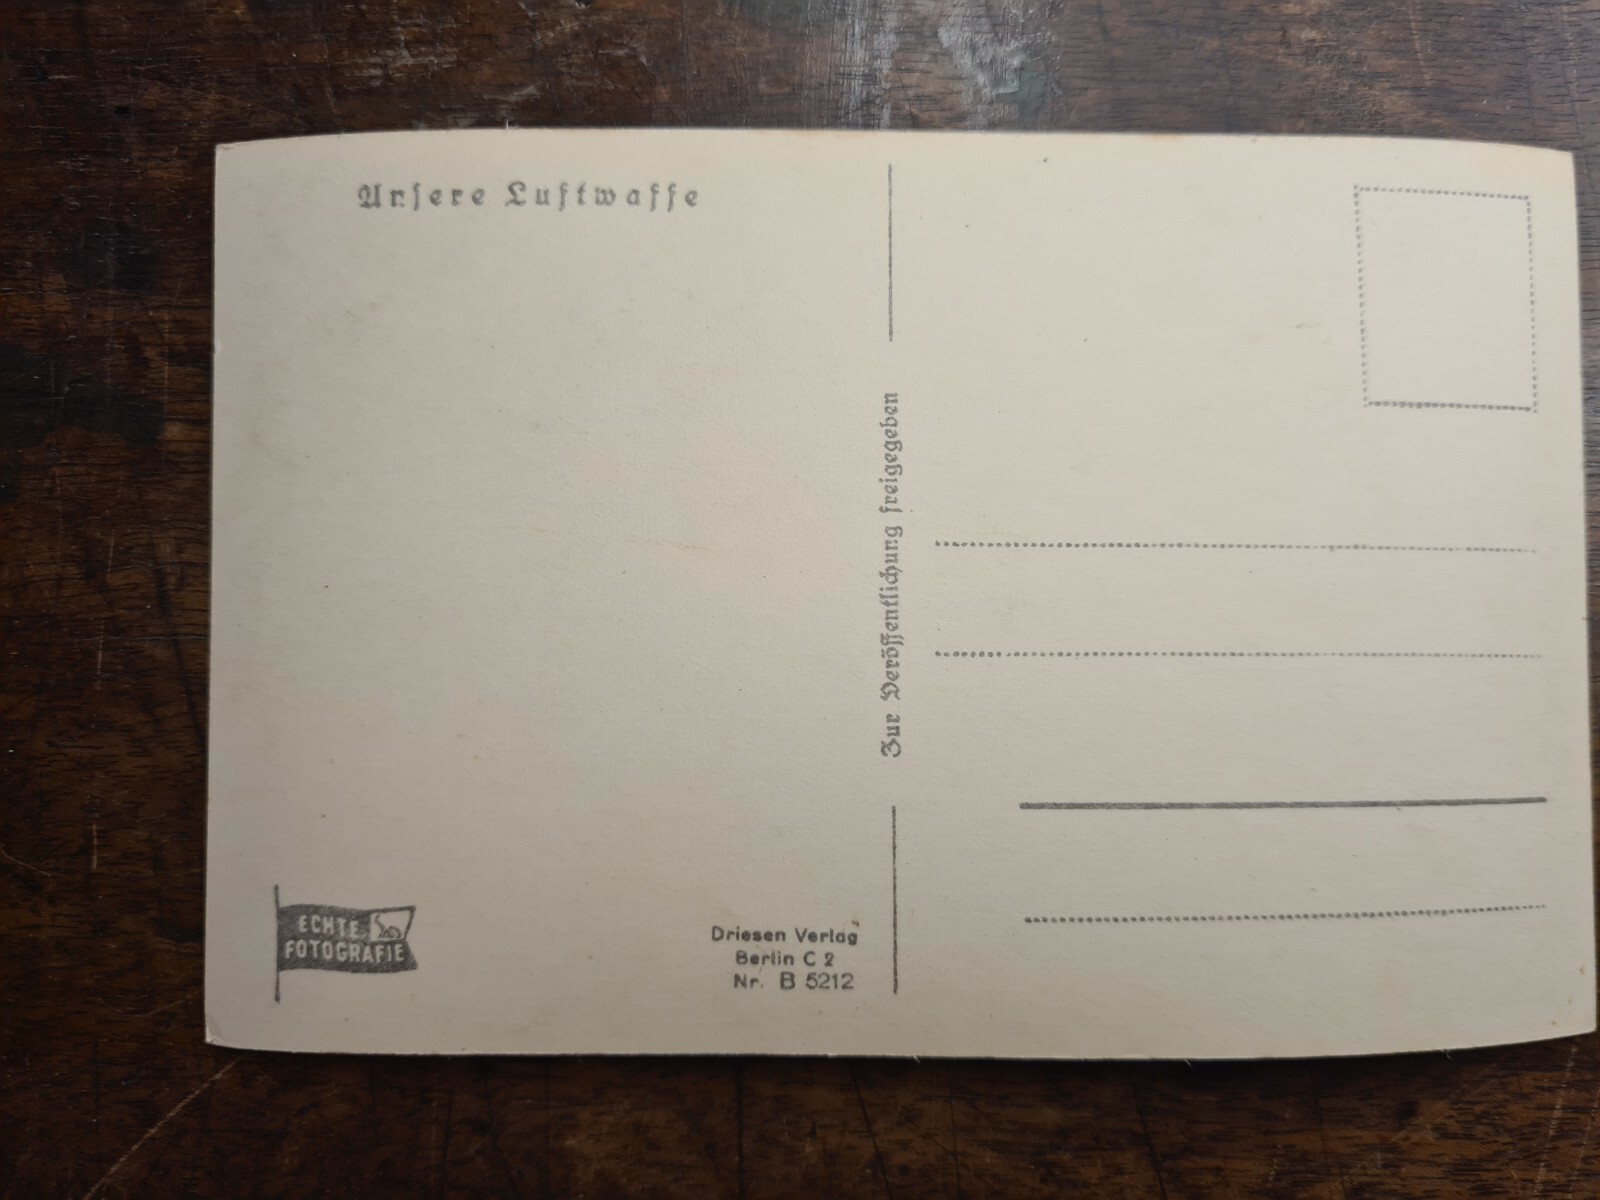 Unsere Luftwaffe
Zur Veröffentlichung freigegeben
ECHTE
FOTOGRAFIE
Driesen Verlag
Berlin C 2
Nr. B 5212